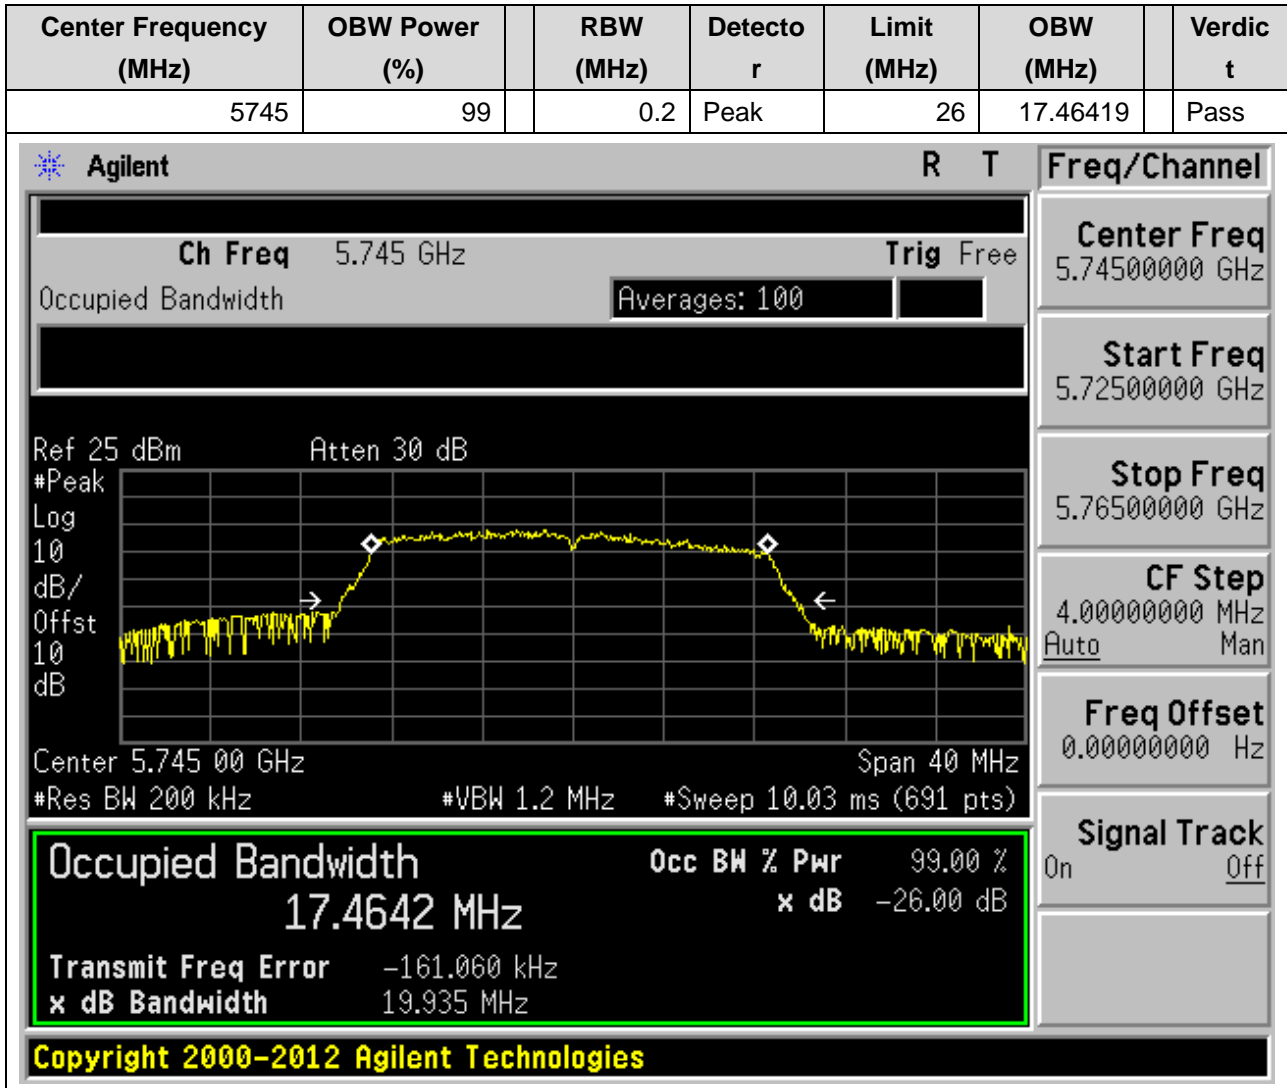 Center Frequency OBW Power RBW Detecto Limit OBW Verdic
(MHz) (%) (MHz) r (MHz) (MHz) t
5745 99 0.2 Peak 26 17.46419 Pass
Agilent R T Freq/Channel
Ch Freq 5.745 GHz Trig Free
Occupied Bandwidth Averages: 100
Center Freq
5.74500000 GHz
Start Freq
5.72500000 GHz
Stop Freq
5.76500000 GHz
CF Step
4.00000000 MHz
Auto Man
Freq Offset
0.00000000 Hz
Signal Track
On Off
Ref 25 dBm Atten 30 dB
#Peak
Log
10
dB/
Offst
10
dB
Center 5.745 00 GHz Span 40 MHz
#Res BW 200 kHz #VBW 1.2 MHz #Sweep 10.03 ms (691 pts)
Occupied Bandwidth Occ BW % Pwr 99.00 %
17.4642 MHz x dB -26.00 dB
Transmit Freq Error -161.060 kHz
x dB Bandwidth 19.935 MHz
Copyright 2000-2012 Agilent Technologies